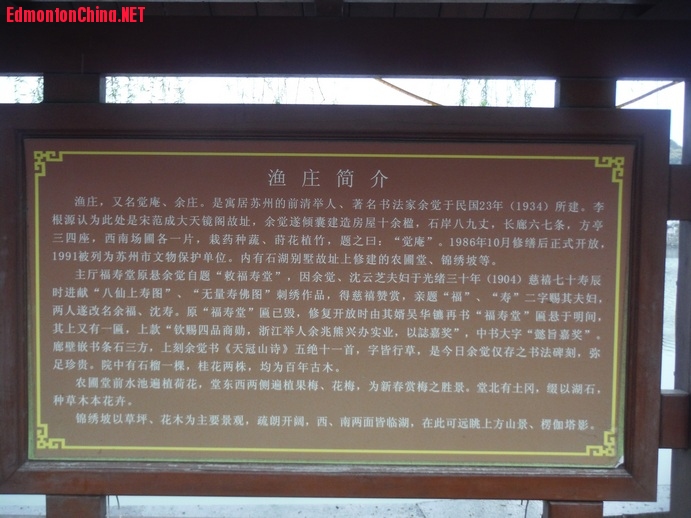 EdmontonChina.NET
渔庄简介
渔庄，又名觉庵、余庄。是寓居苏州的前清举人、著名书法家余觉于民国23年（1934）所建。李
根源认为此处是宋范成大天镜阁故址，余觉遂倾囊建造房屋十余楹，石岸八九丈，长廊六七条，方亭
三四座，西南场圃各一片，栽药种蔬、莳花植竹，题之曰：“觉庵”。1986年10月修缮后正式开放，
1991被列为苏州市文物保护单位。内有石湖别墅故址上修建的农圃堂、锦绣坡等。
主厅福寿堂原悬余觉自题“敕福寿堂”，因余觉、沈云芝夫妇于光绪三十年（1904）慈禧七十寿辰
时进献“八仙上寿图”、“无量寿佛图”刺绣作品，得慈禧赞赏，亲题“福”、“寿”二字赐其夫妇，
两人遂改名余福、沈寿。原“福寿堂”匾已毁，修复开放时由其婿吴华镳再书“福寿堂”匾悬于明间，
其上又有一匾，上款“钦赐四品商勋，浙江举人余兆熊兴办实业，以誌嘉奖”，中书大字“懿旨嘉奖”。
廊壁嵌书条石三方，上刻余觉书《天冠山诗》五绝十一首，字皆行草，是今日余觉仅存之书法碑刻，弥
足珍贵。院中有石榴一棵，桂花两株，均为百年古木。
农圃堂前水池遍植荷花，堂东西两侧遍植果梅、花梅，为新春赏梅之胜景。堂北有土冈，缀以湖石，
种草木本花卉。
锦绣坡以草坪、花木为主要景观，疏朗开阔，西、南两面皆临湖，在此可远眺上方山景、楞伽塔影。